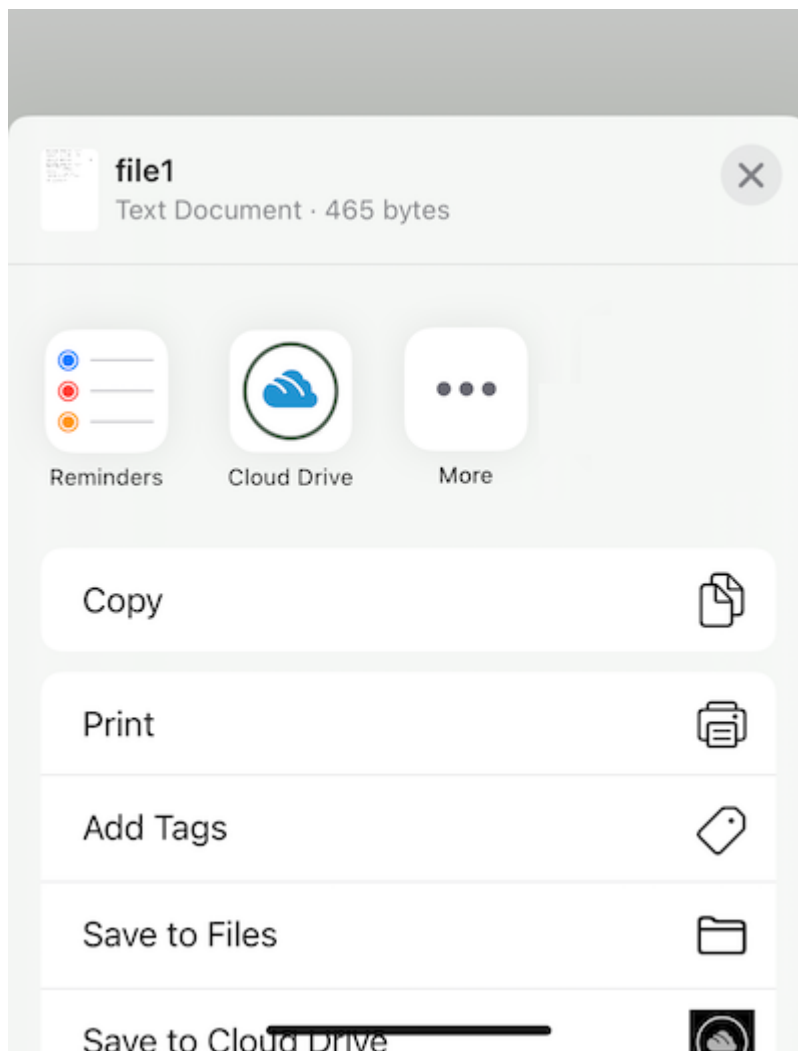 file1
Text Document · 465 bytes
Reminders
Cloud Drive
More
Copy
Print
Add Tags
Save to Files
Save to Cloud Drive